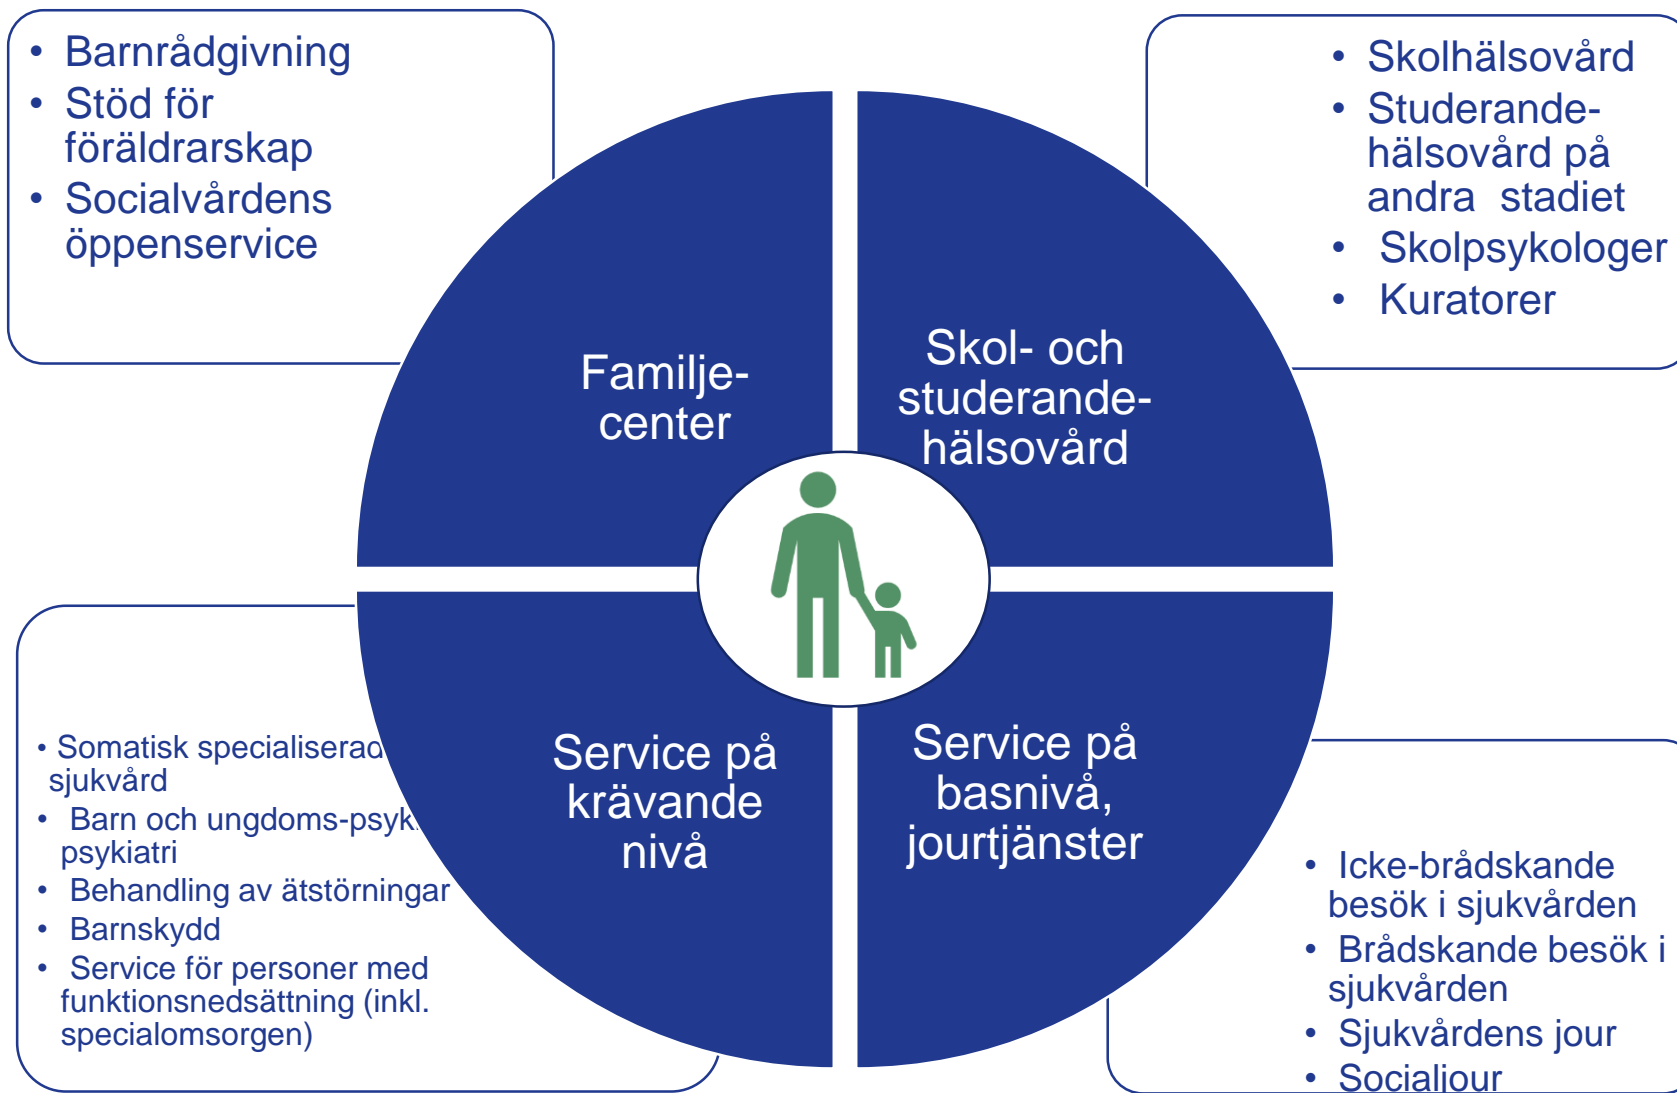 • Barnrådgivning
• Stöd för
föräldrarskap
• Socialvårdens
öppenservice
• Skolhälsovård
• Studerande-
hälsovård på
andra stadiet
• Skolpsykologer
• Kuratorer
Familje-
center
Skol- och
studerande-
hälsovård
Service på
krävande
nivå
Service på
basnivå,
jourtjänster
• Somatisk specialiserad
sjukvård
• Barn och ungdoms-psyk
psykiatri
• Behandling av ätstörningar
• Barnskydd
• Service för personer med
funktionsnedsättning (inkl.
specialomsorgen)
• Icke-brådskande
besök i sjukvården
• Brådskande besök i
sjukvården
• Sjukvårdens jour
• Socialjour